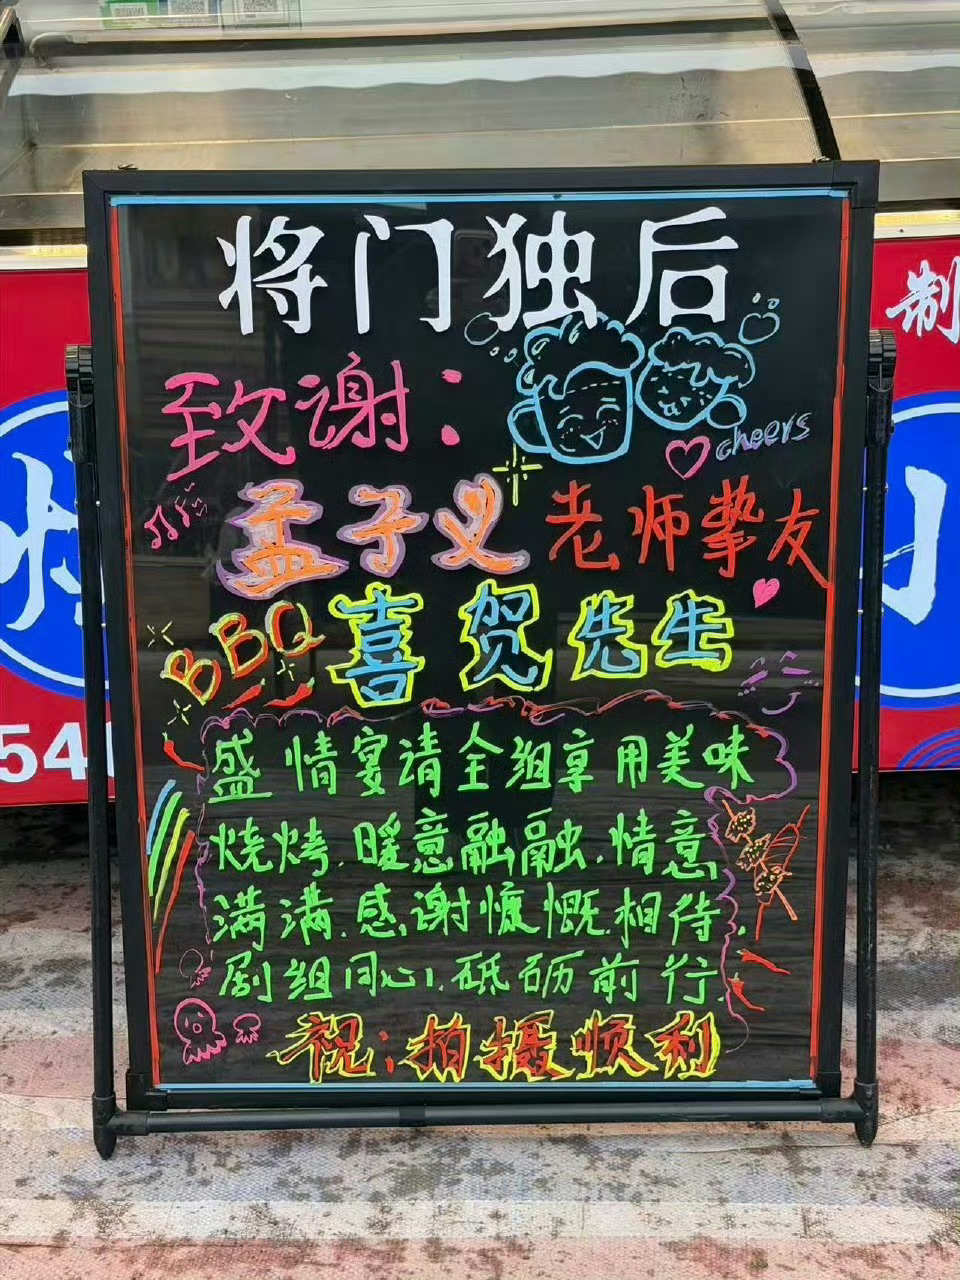 将门独后
致谢：
cheers
孟子义 老师挚友
BBQ 喜贺先生
盛情宴请全组享用美味
烧烤.暖意融融.情意
满满.感谢慷慨相待.
剧组同心.砥砺前行.
祝：拍摄顺利
制
54